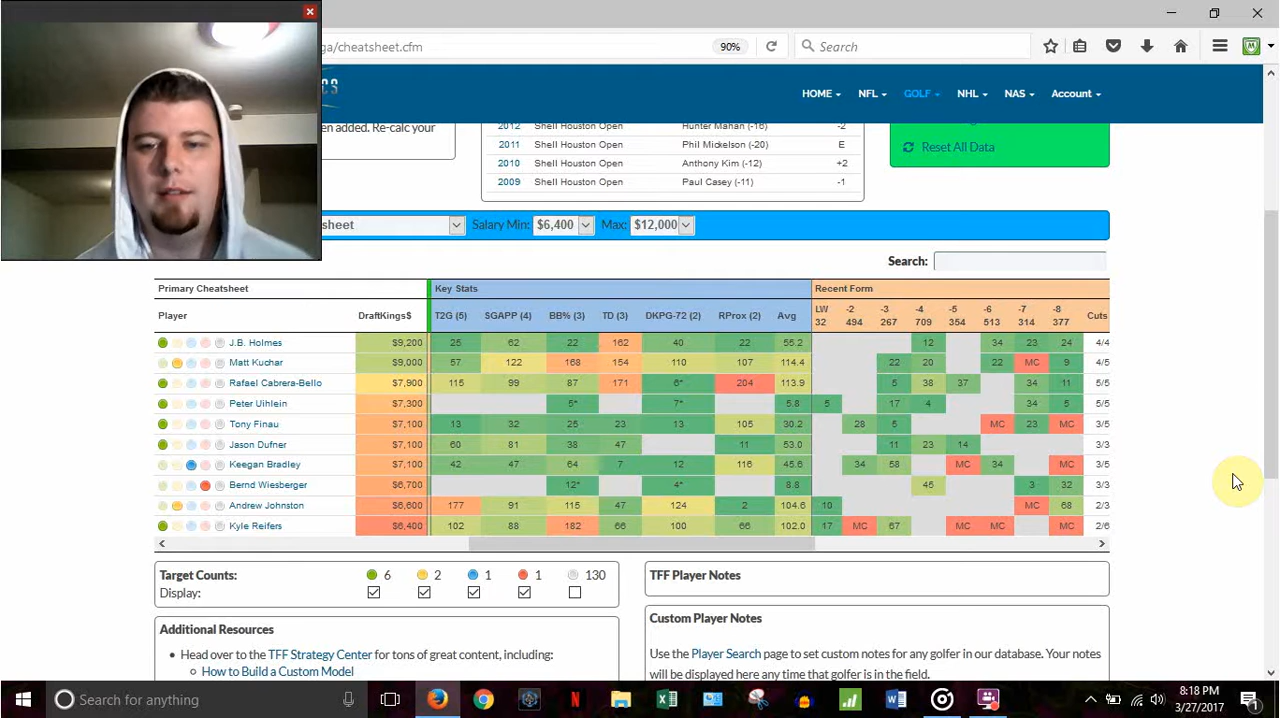 ga/cheatsheet.cfm 90% Search
CS HOME NFL GOLF NHL NAS Account
en added. Re-calc your
2012 Shell Houston Open Hunter Mahan (-16) -2
2011 Shell Houston Open Phil Mickelson (-20) E
2010 Shell Houston Open Anthony Kim (-12) +2
2009 Shell Houston Open Paul Casey (-11) -1
Reset All Data
heet Salary Min: $6,400 Max: $12,000
Search:
Primary Cheatsheet Key Stats Recent Form
Player DraftKings$ T2G (5) SGAPP (4) BB% (3) TD (3) DKPG-72 (2) RProx (2) Avg LW 32 -2 494 -3 267 -4 709 -5 354 -6 513 -7 314 -8 377 Cuts
J.B. Holmes $9,200 25 62 22 162 40 22 55.2 12 34 23 24 4/4
Matt Kuchar $9,000 57 122 168 154 110 107 114.4 22 20 22 MC 9 4/5
Rafael Cabrera-Bello $7,900 115 99 87 171 6* 204 113.9 5 38 37 34 11 5/5
Peter Uihlein $7,300 5* 7* 5.8 5 17 4 34 5 5/5
Tony Finau $7,100 13 32 25 23 13 105 30.2 28 5 MC 23 MC 3/5
Jason Dufner $7,100 60 81 38 47 11 53.0 11 23 14 3/3
Keegan Bradley $7,100 42 47 64 7 12 116 45.6 34 58 MC 34 MC 3/5
Bernd Wiesberger $6,700 12* 4* 8.8 46 3 32 3/3
Andrew Johnston $6,600 177 91 115 47 124 2 104.6 10 MC 68 2/3
Kyle Reifers $6,400 102 88 182 66 100 66 102.0 17 MC 67 MC MC MC 2/6
Target Counts: 6 2 1 1 130
Display:
TFF Player Notes
Additional Resources
• Head over to the TFF Strategy Center for tons of great content, including:
How to Build a Custom Model
Custom Player Notes
Use the Player Search page to set custom notes for any golfer in our database. Your notes
will be displayed here any time that golfer is in the field.
Search for anything
8:18 PM
3/27/2017